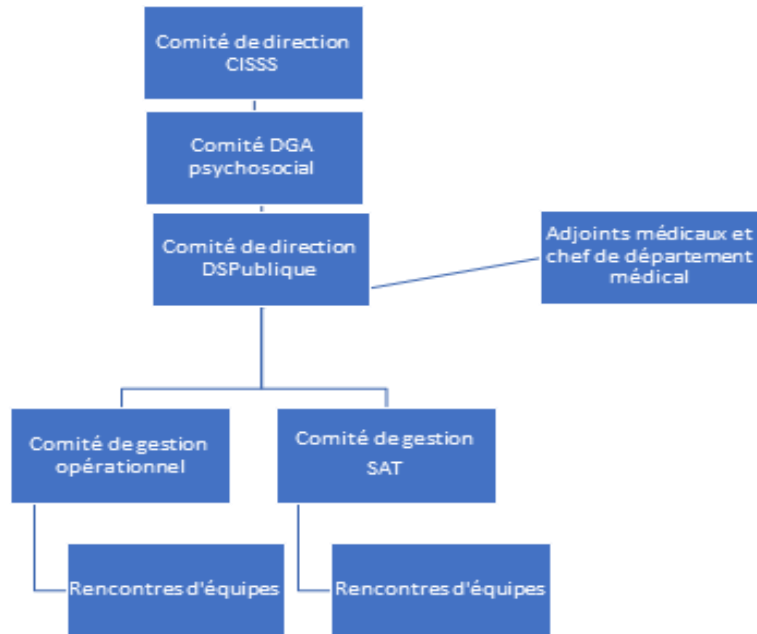 Comité de direction
CISSS
Comité DGA
psychosocial
Comité de direction
DSPublique
Adjoints médicaux et
chef de département
médical
Comité de gestion
opérationnel
Comité de gestion
SAT
Rencontres d'équipes
Rencontres d'équipes